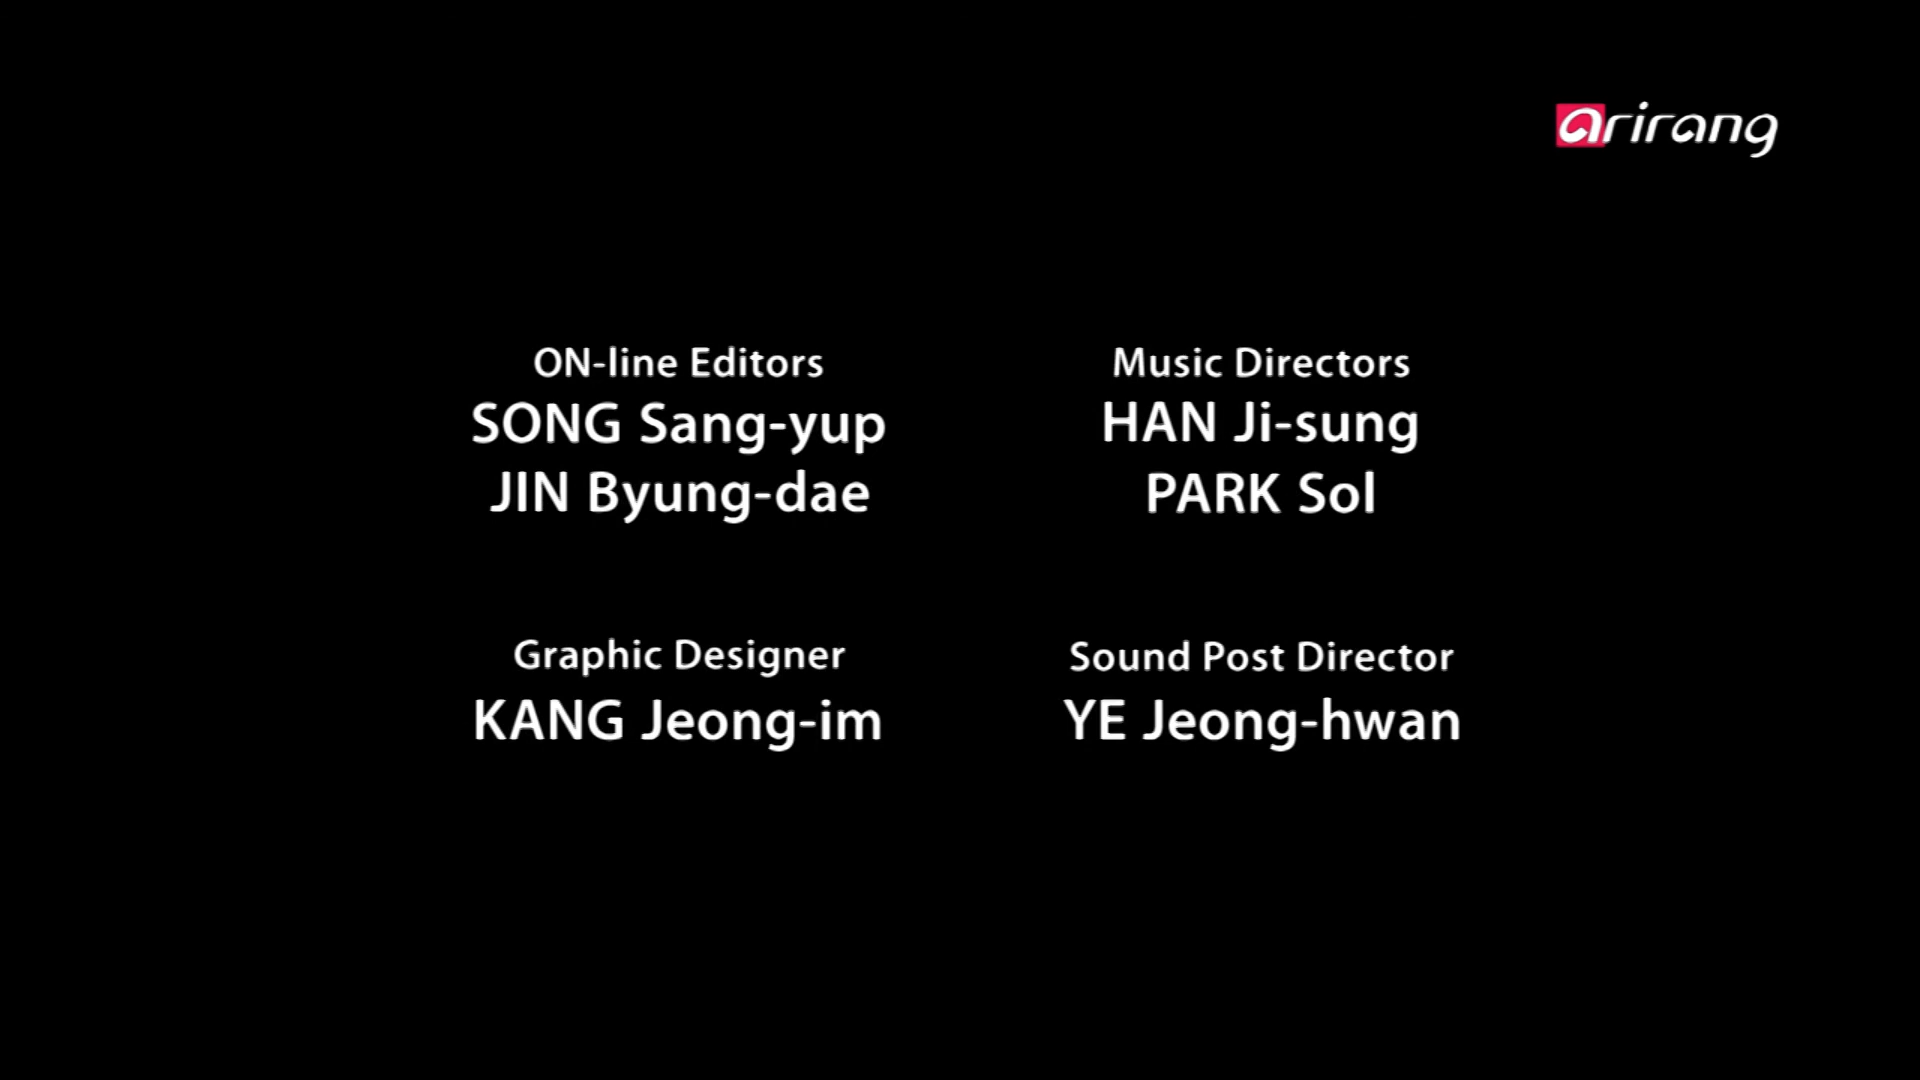 arirang
ON-line Editors
SONG Sang-yup
JIN Byung-dae
Music Directors
HAN Ji-sung
PARK Sol
Graphic Designer
KANG Jeong-im
Sound Post Director
YE Jeong-hwan